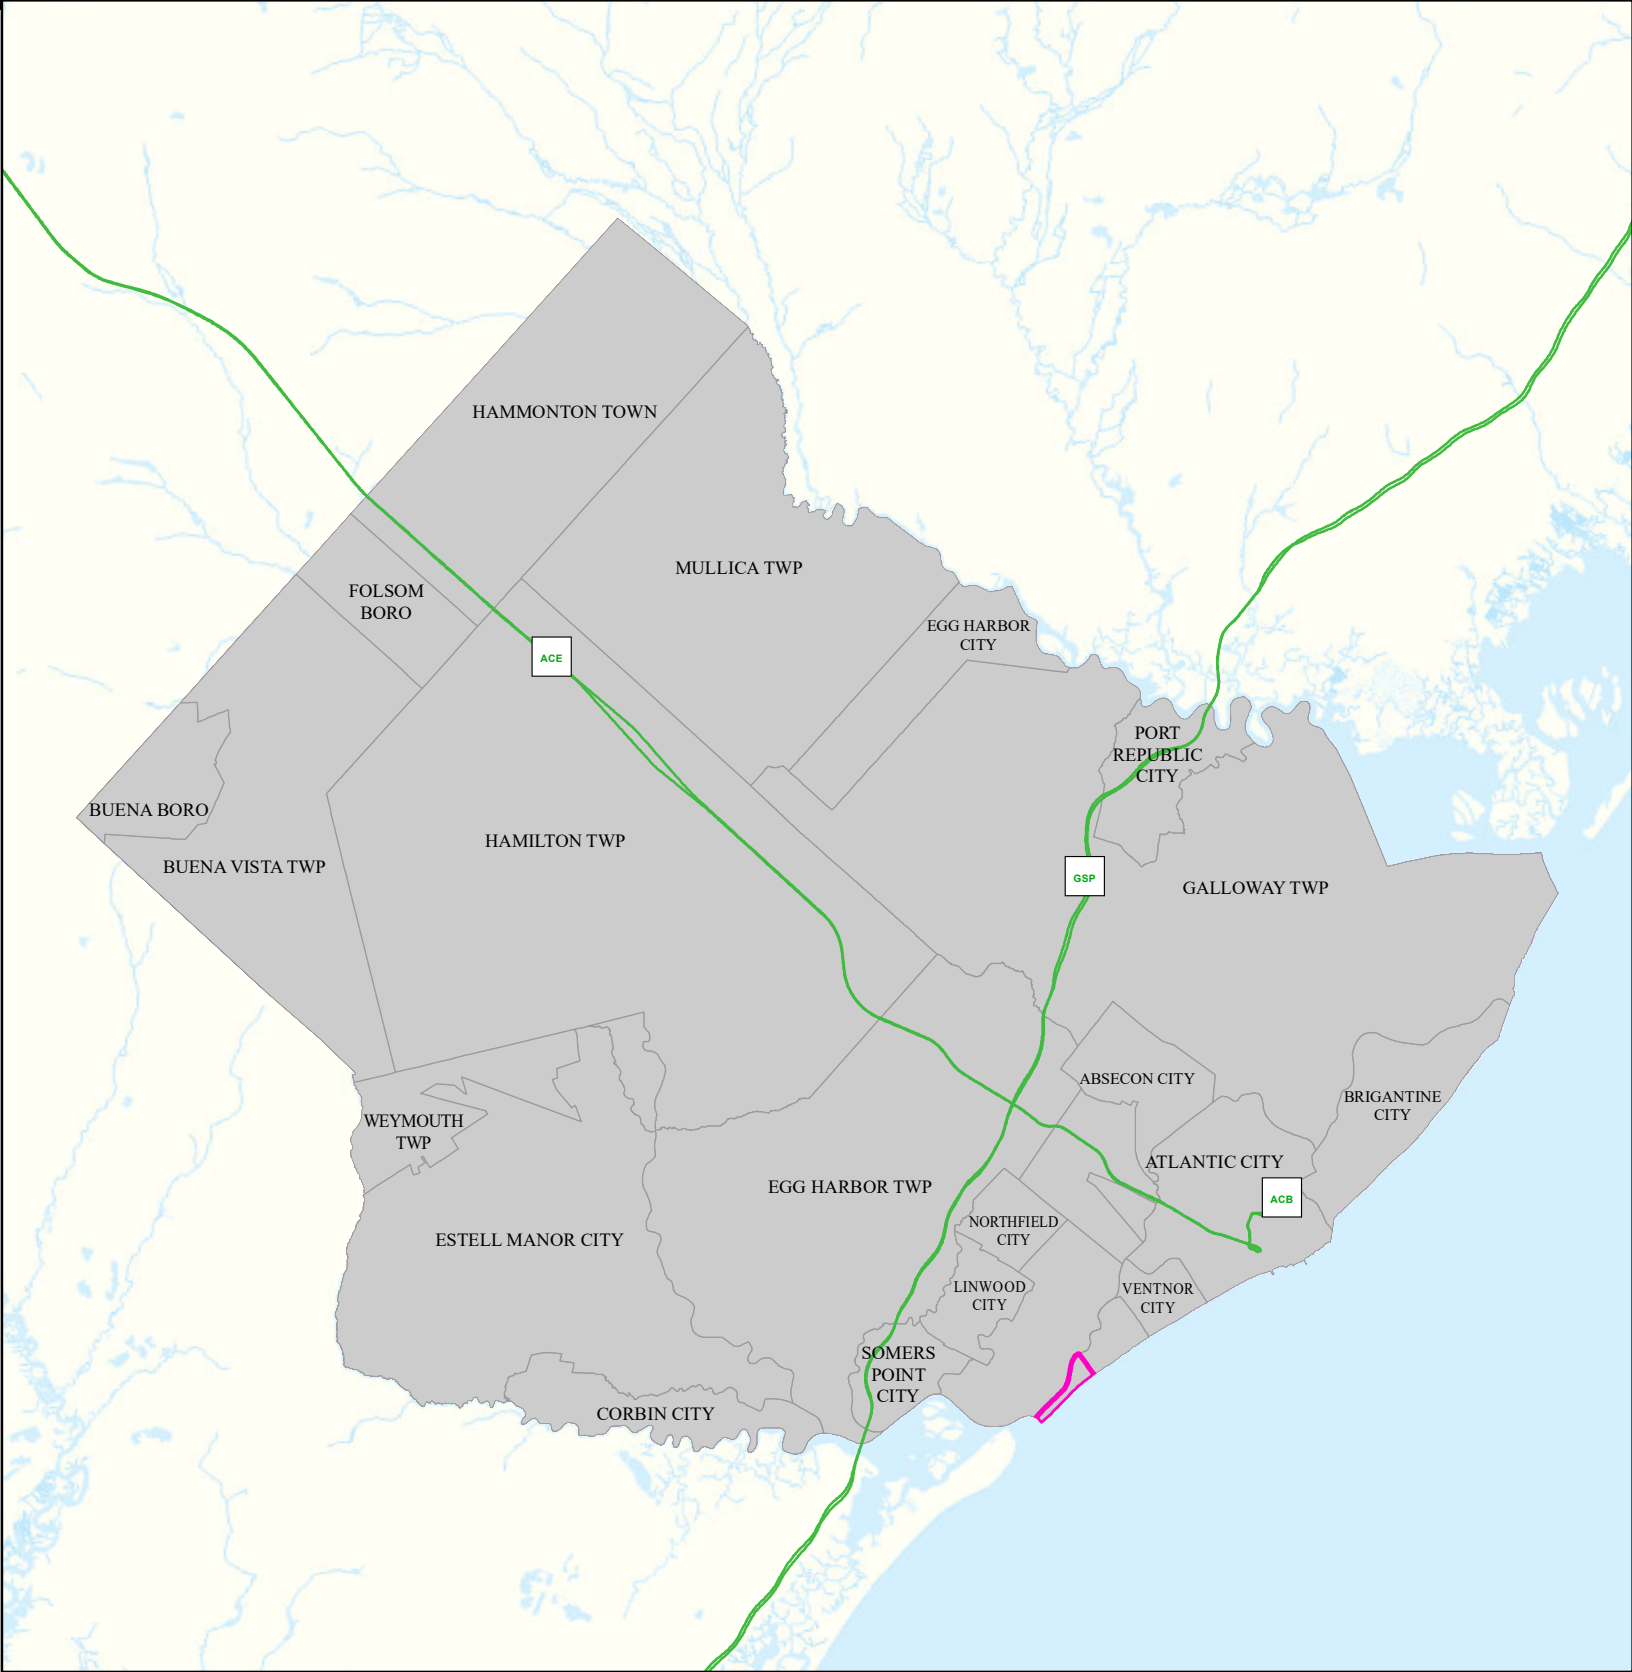 HAMMONTON TOWN
MULLICA TWP
FOLSOM
BORO
EGG HARBOR
CITY
ACE
PORT
REPUBLIC
CITY
BUENA BORO
HAMILTON TWP
BUENA VISTA TWP
GSP
GALLOWAY TWP
ABSECON CITY
BRIGANTINE
CITY
WEYMOUTH
TWP
ATLANTIC CITY
EGG HARBOR TWP
ACB
NORTHFIELD
CITY
ESTELL MANOR CITY
LINWOOD
CITY
VENTNOR
CITY
SOMERS
POINT
CITY
CORBIN CITY